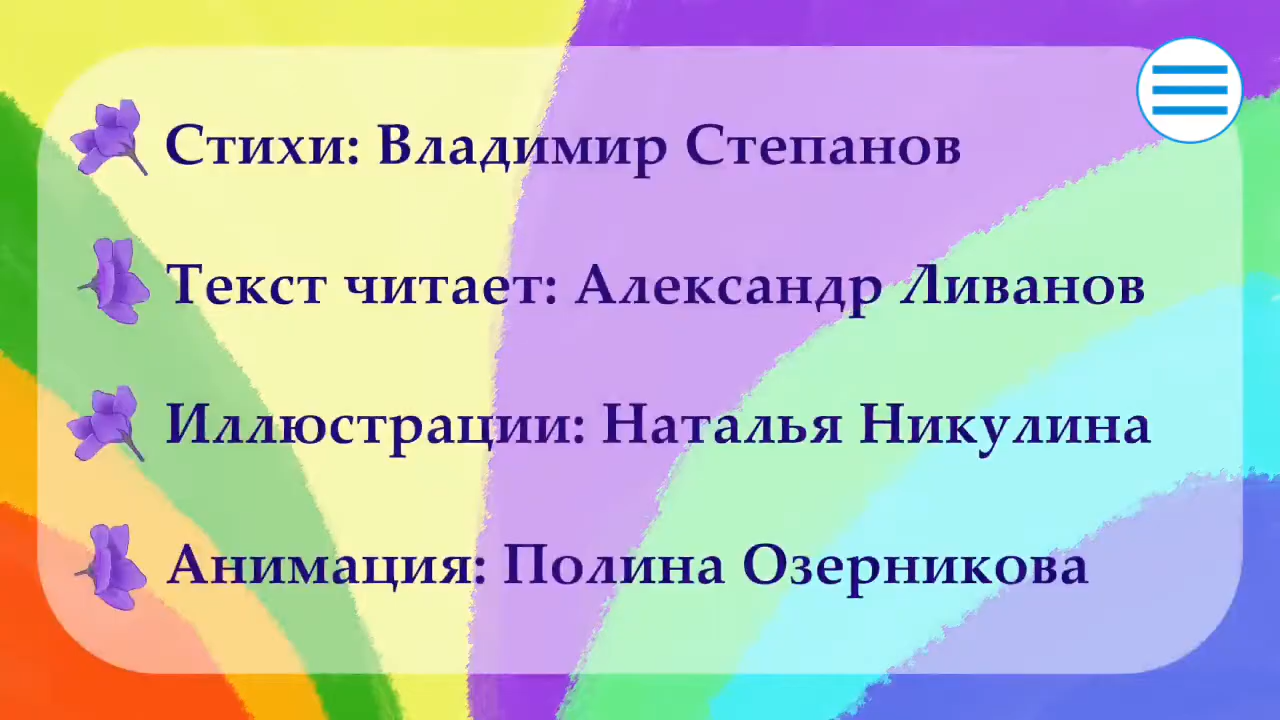 Стихи: Владимир Степанов
Текст читает: Александр Ливанов
Иллюстрации: Наталья Никулина
Анимация: Полина Озерникова